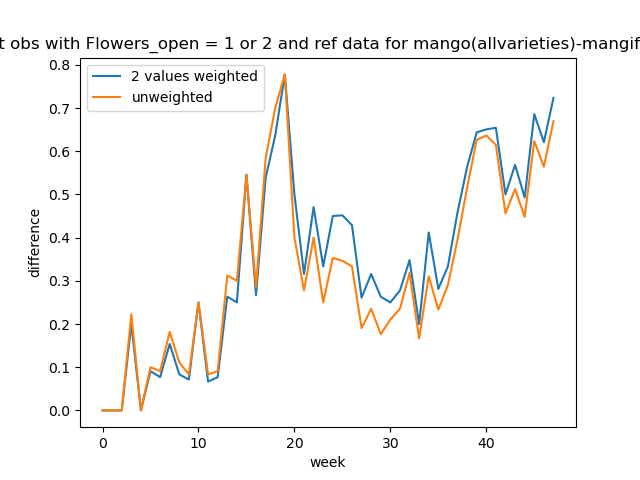 t obs with Flowers_open = 1 or 2 and ref data for mango(allvarieties)-mangif
2 values weighted
unweighted
0.8
0.7
0.6
0.5
0.4
0.3
0.2
0.1
0.0
difference
0 10 20 30 40
week